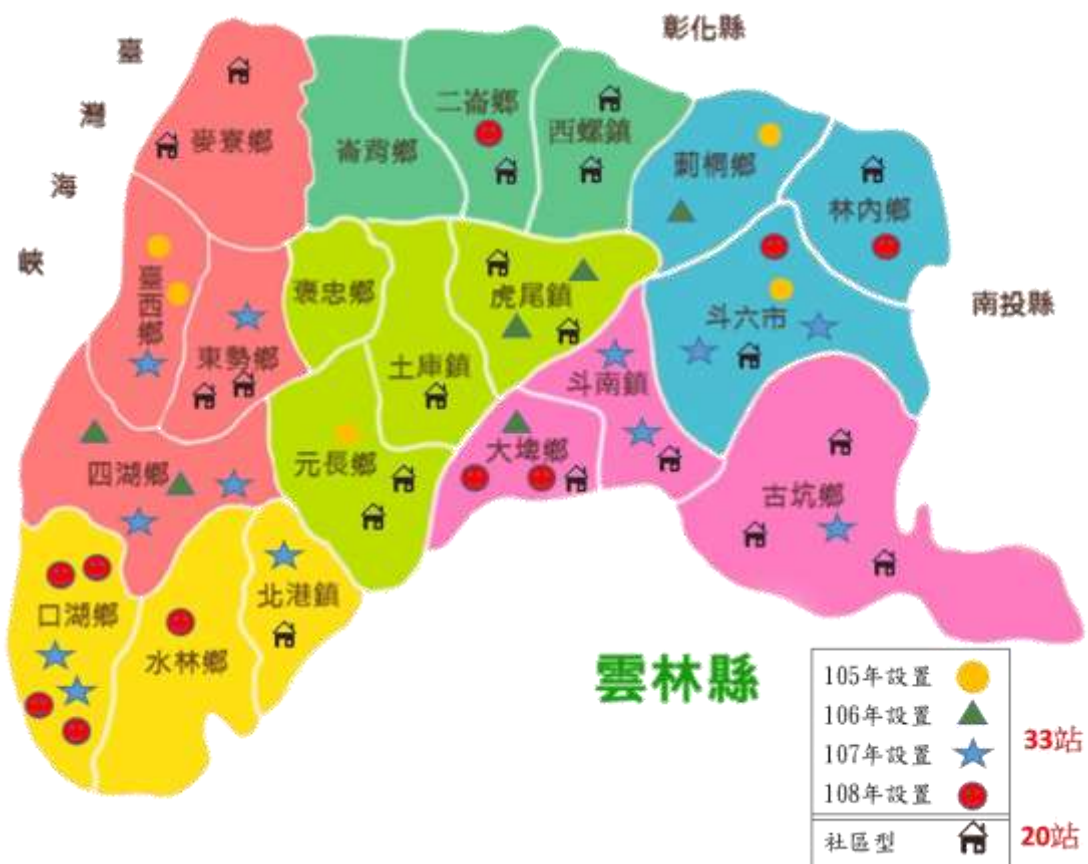 彰化縣
臺
灣
海
峽
麥寮鄉
崙背鄉
二崙鄉
西螺鎮
莿桐鄉
林內鄉
臺西鄉
東勢鄉
褒忠鄉
土庫鎮
虎尾鎮
斗六市
南投縣
斗南鎮
四湖鄉
元長鄉
大埤鄉
古坑鄉
口湖鄉
水林鄉
北港鎮
雲林縣
105年設置
106年設置
107年設置
108年設置
33站
社區型
20站